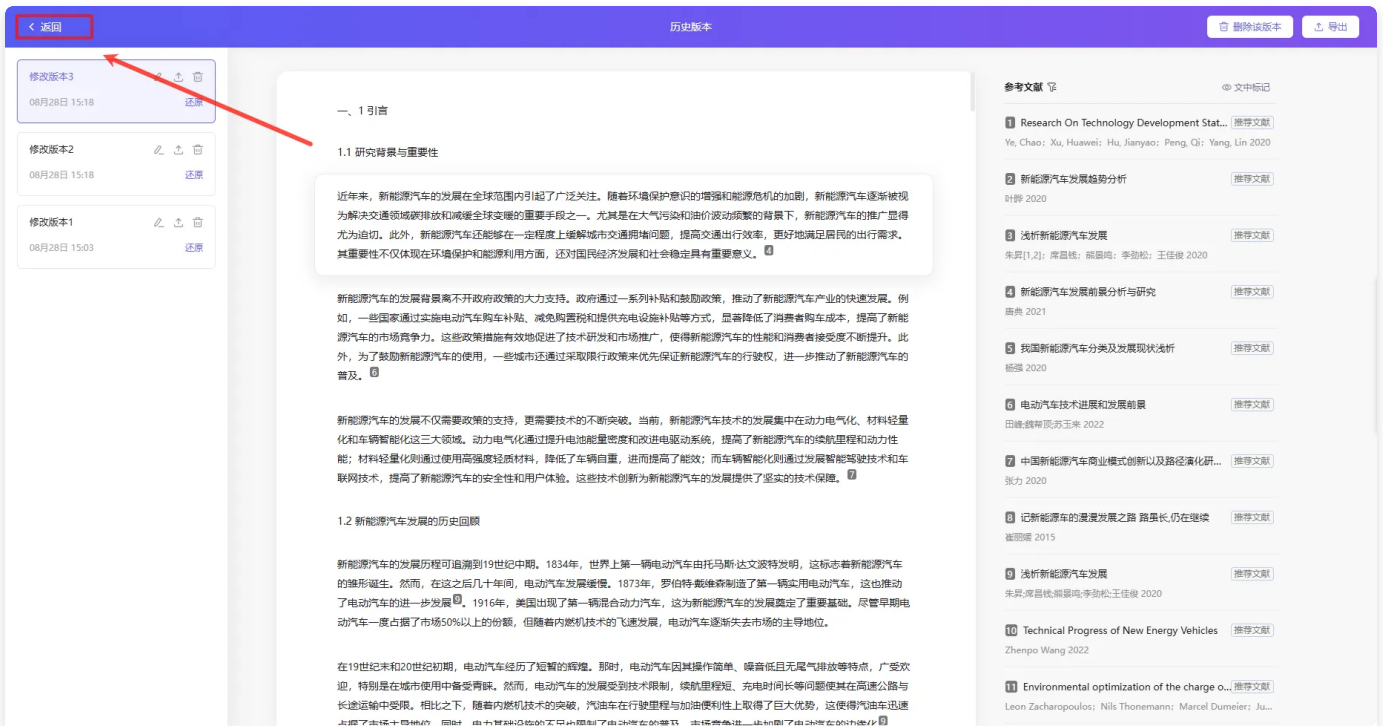 返回
历史版本
删除该版本
导出
修改版本3
08月28日 15:18
还原
修改版本2
08月28日 15:18
还原
修改版本1
08月28日 15:03
还原
一、1 引言
1.1 研究背景与重要性
近年来，新能源汽车的发展在全球范围内引起了广泛关注。随着环境保护意识的增强和能源危机的加剧，新能源汽车逐渐被视
为解决交通领域碳排放和减缓全球变暖的重要手段之一。尤其是在大气污染和油价波动频繁的背景下，新能源汽车的推广显得
尤为迫切。此外，新能源汽车还能够在一定程度上缓解城市交通拥堵问题，提高交通出行效率，更好地满足居民的出行需求。
其重要性不仅体现在环境保护和能源利用方面，还对国民经济发展和社会稳定具有重要意义。4
新能源汽车的发展背景离不开政府政策的大力支持。政府通过一系列补贴和鼓励政策，推动了新能源汽车产业的快速发展。例
如，一些国家通过实施电动汽车购车补贴、减免购置税和提供充电设施补贴等方式，显著降低了消费者购车成本，提高了新能
源汽车的市场竞争力。这些政策措施有效地促进了技术研发和市场推广，使得新能源汽车的性能和消费者接受度不断提升。此
外，为了鼓励新能源汽车的使用，一些城市还通过采取限行政策来优先保证新能源汽车的行驶权，进一步推动了新能源汽车的
普及。6
新能源汽车的发展不仅需要政策的支持，更需要技术的不断突破。当前，新能源汽车技术的发展集中在动力电气化、材料轻量
化和车辆智能化这三大领域。动力电气化通过提升电池能量密度和改进电驱动系统，提高了新能源汽车的续航里程和动力性
能；材料轻量化则通过使用高强度轻质材料，降低了车辆自重，进而提高了能效；而车辆智能化则通过发展智能驾驶技术和车
联网技术，提高了新能源汽车的安全性和用户体验。这些技术创新为新能源汽车的发展提供了坚实的技术保障。7
1.2 新能源汽车发展的历史回顾
新能源汽车的发展历程可追溯到19世纪中期。1834年，世界上第一辆电动汽车由托马斯·达文波特发明，这标志着新能源汽车
的雏形诞生。然而，在这之后几十年间，电动汽车发展缓慢。1873年，罗伯特·戴维森制造了第一辆实用电动汽车，这也推动
了电动汽车的进一步发展9。1916年，美国出现了第一辆混合动力汽车，这为新能源汽车的发展奠定了重要基础。尽管早期电
动汽车一度占据了市场50%以上的份额，但随着内燃机技术的飞速发展，电动汽车逐渐失去市场的主导地位。
在19世纪末和20世纪初期，电动汽车经历了短暂的辉煌。那时，电动汽车因其操作简单、噪音低且无尾气排放等特点，广受欢
迎，特别是在城市使用中备受青睐。然而，电动汽车的发展受到技术限制，续航里程短、充电时间长等问题使其在高速公路与
长途运输中受限。相比之下，随着内燃机技术的突破，汽油车在行驶里程与加油便利性上取得了巨大优势，这使得汽油车迅速
占据了市场主导地位。同时，电力基础设施的不足也限制了电动汽车的普及，市场竞争进一步加剧了电动汽车的边缘化9
参考文献
文中标记
1 Research On Technology Development Stat... 推荐文献
Ye, Chao；Xu, Huawei；Hu, Jianyao；Peng, Qi；Yang, Lin 2020
2 新能源汽车发展趋势分析 推荐文献
叶晔 2020
3 浅析新能源汽车发展 推荐文献
朱昇[1,2]；席昌钱；熊晨鸣；李劲松；王佳俊 2020
4 新能源汽车发展前景分析与研究 推荐文献
唐典 2021
5 我国新能源汽车分类及发展现状浅析 推荐文献
杨强 2020
6 电动汽车技术进展和发展前景 推荐文献
田峰;魏帮顶;苏玉来 2022
7 中国新能源汽车商业模式创新以及路径演化研... 推荐文献
张力 2020
8 记新能源车的漫漫发展之路 路虽长,仍在继续 推荐文献
崔丽媛 2015
9 浅析新能源汽车发展 推荐文献
朱昇;席昌钱;熊晨鸣;李劲松;王佳俊 2020
10 Technical Progress of New Energy Vehicles 推荐文献
Zhenpo Wang 2022
11 Environmental optimization of the charge o... 推荐文献
Leon Zacharopoulos；Nils Thonemann；Marcel Dumeier；Ju...